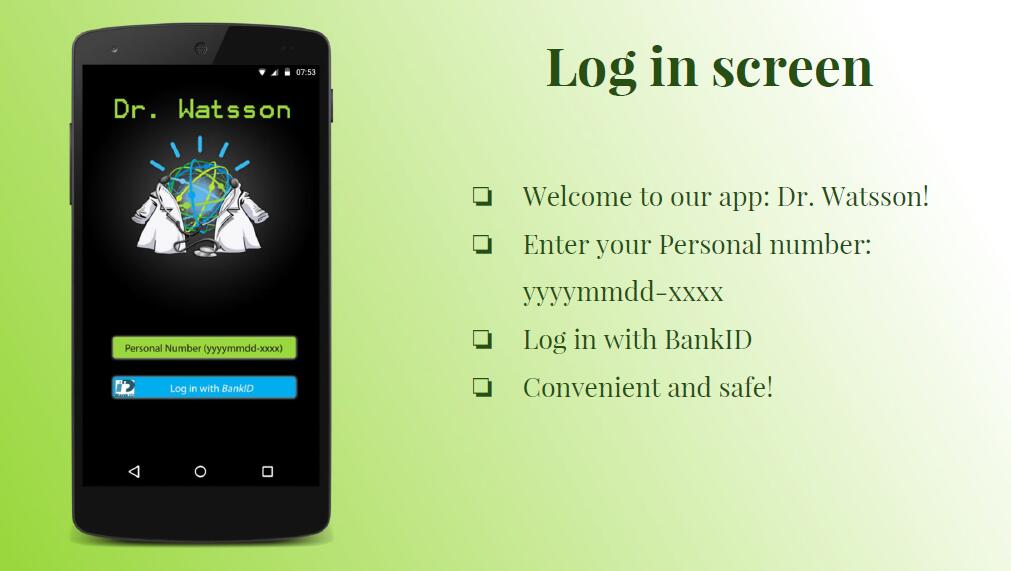 Log in screen
07:53
Dr. Watsson
Personal Number (yyyymmdd-xxxx)
Log in with BankID
Welcome to our app: Dr. Watsson!
Enter your Personal number:
yyyymmdd-xxxx
Log in with BankID
Convenient and safe!